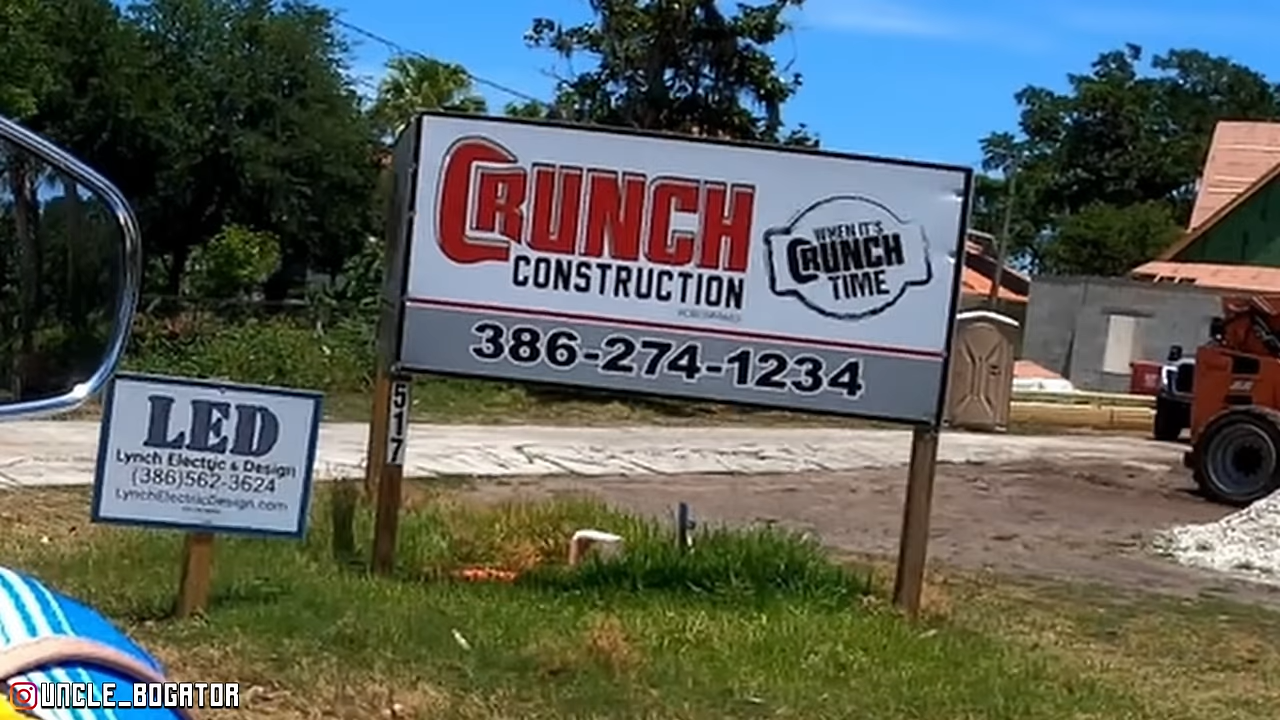 CRUNCH
CONSTRUCTION
WHEN IT'S
CRUNCH
TIME
386-274-1234
517
LED
Lynch Electric & Design
(386)562-3624
LynchElectricDesign.com
UNCLE_BOGATOR